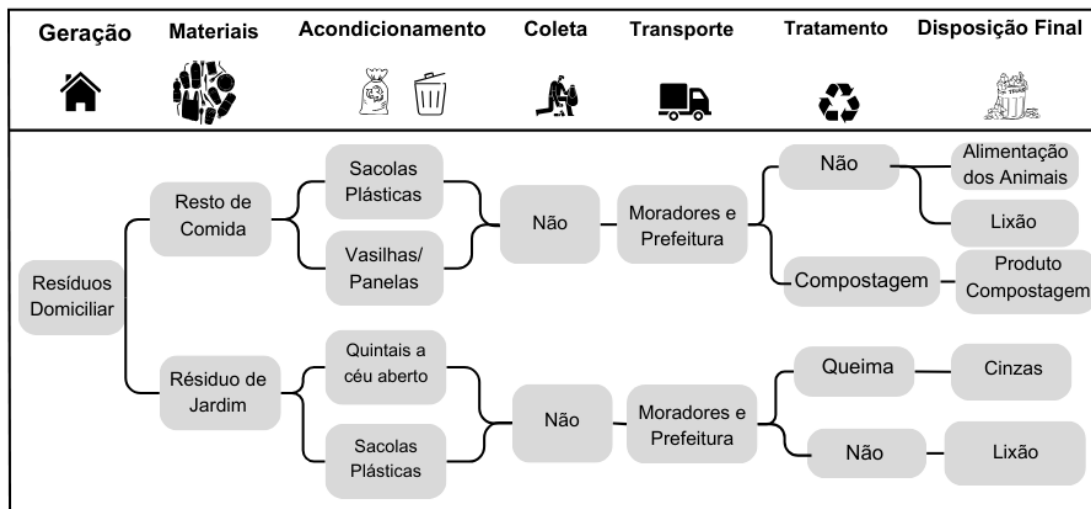 Geração
Materiais
Acondicionamento
Coleta
Transporte
Tratamento
Disposição Final
Resíduos
Domiciliar
Resto de
Comida
Sacolas
Plásticas
Vasilhas/
Panelas
Não
Moradores e
Prefeitura
Não
Alimentação
dos Animais
Lixão
Compostagem
Produto
Compostagem
Résiduo de
Jardim
Quintais a
céu aberto
Sacolas
Plásticas
Não
Moradores e
Prefeitura
Queima
Cinzas
Não
Lixão